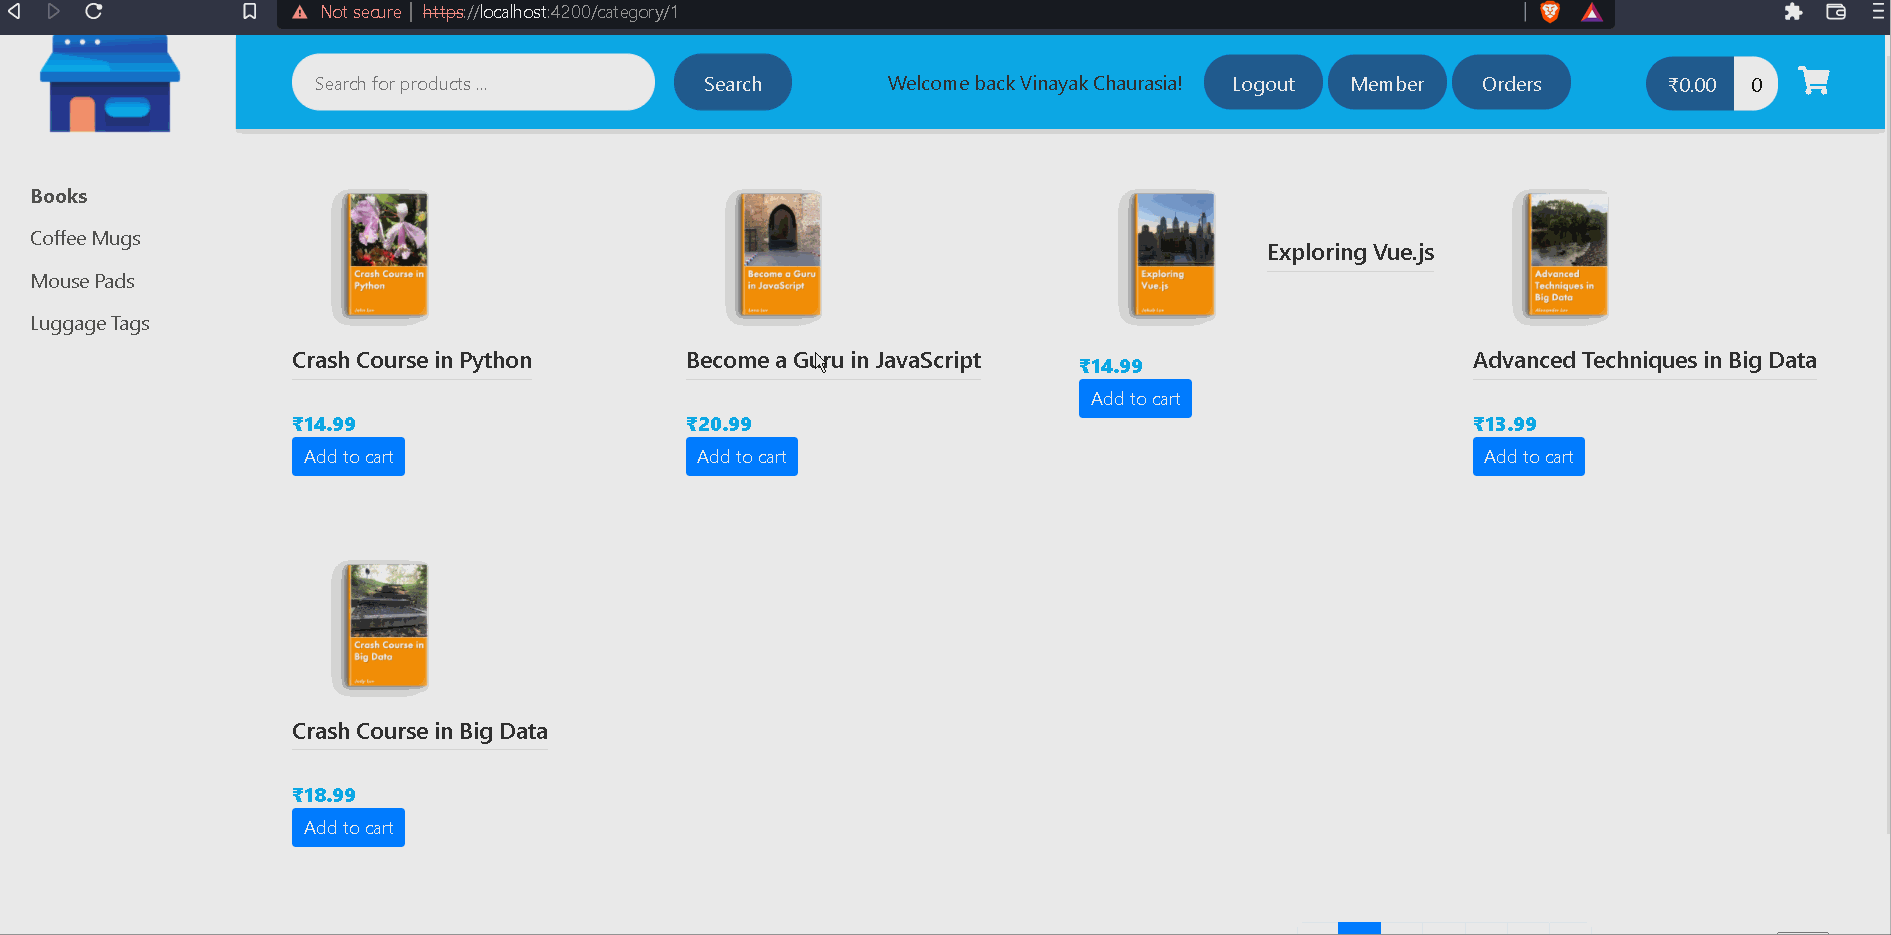 Not secure https://localhost:4200/category/1
Search for products ...
Search
Welcome back Vinayak Chaurasia!
Logout
Member
Orders
₹0.00
0
Books
Coffee Mugs
Mouse Pads
Luggage Tags
Crash Course in
Python
Crash Course in Python
₹14.99
Add to cart
Become a Guru
in JavaScript
Become a Guru in JavaScript
₹20.99
Add to cart
Exploring
Vue.js
Exploring Vue.js
₹14.99
Add to cart
Advanced
Techniques in
Big Data
Advanced Techniques in Big Data
₹13.99
Add to cart
Crash Course in
Big Data
Crash Course in Big Data
₹18.99
Add to cart